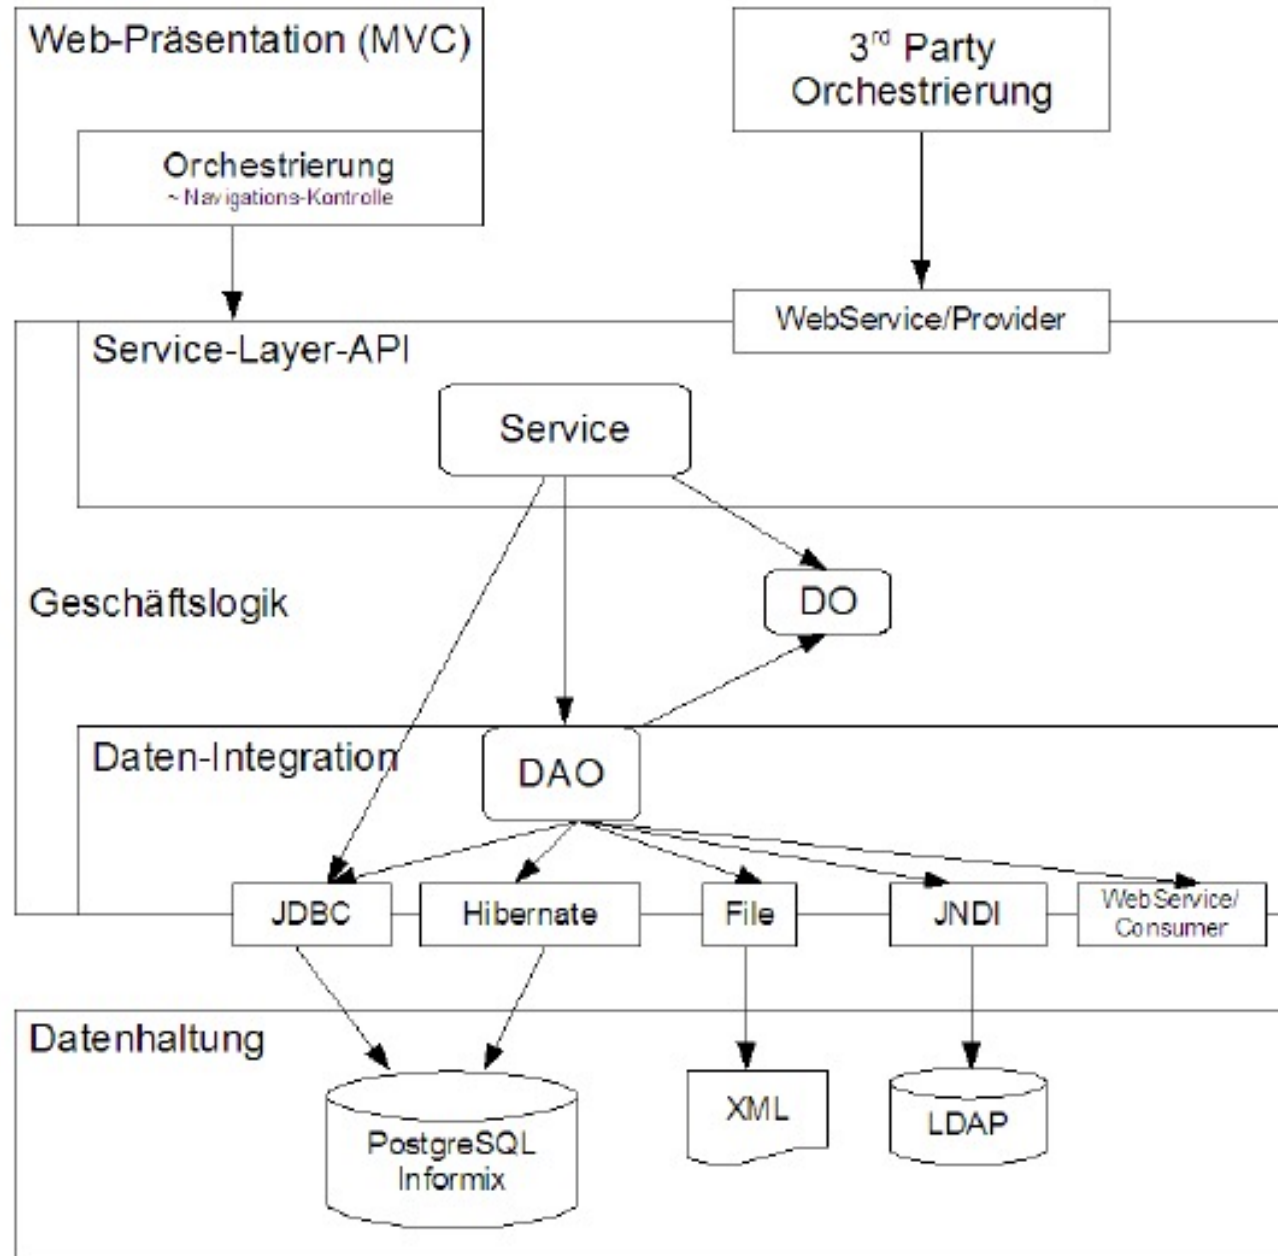 Web-Präsentation (MVC)
3rd Party
Orchestrierung
Orchestrierung
~ Navigations-Kontrolle
WebService/Provider
Service-Layer-API
Service
DO
Geschäftslogik
Daten-Integration
DAO
JDBC
Hibernate
File
JNDI
WebService/
Consumer
Datenhaltung
PostgreSQL
Informix
XML
LDAP